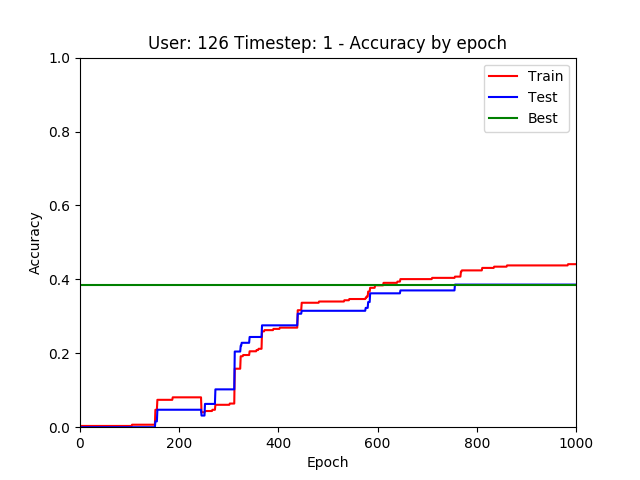 User: 126 Timestep: 1 - Accuracy by epoch
1.0
0.8
0.6
0.4
0.2
0.0
Accuracy
Train
Test
Best
0 200 400 600 800 1000
Epoch